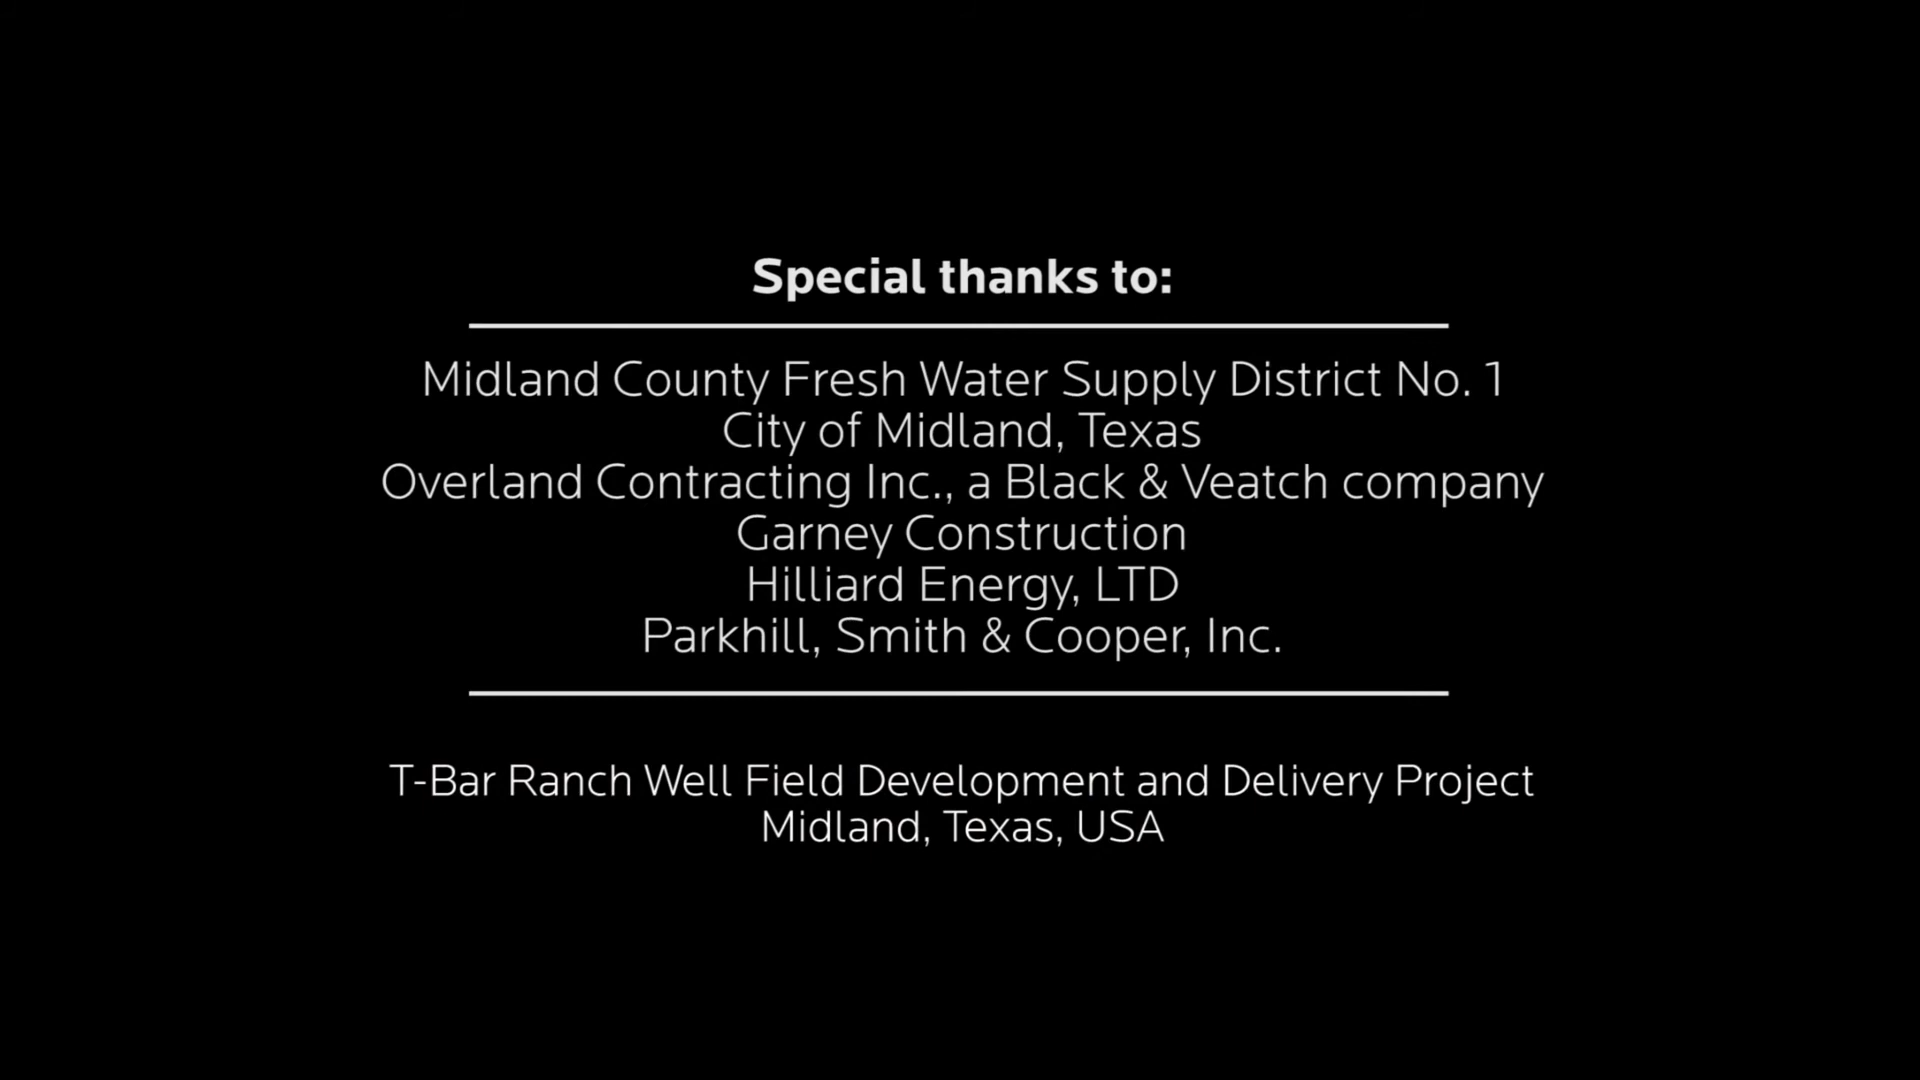 Special thanks to:
Midland County Fresh Water Supply District No. 1
City of Midland, Texas
Overland Contracting Inc., a Black & Veatch company
Garney Construction
Hilliard Energy, LTD
Parkhill, Smith & Cooper, Inc.
T-Bar Ranch Well Field Development and Delivery Project
Midland, Texas, USA